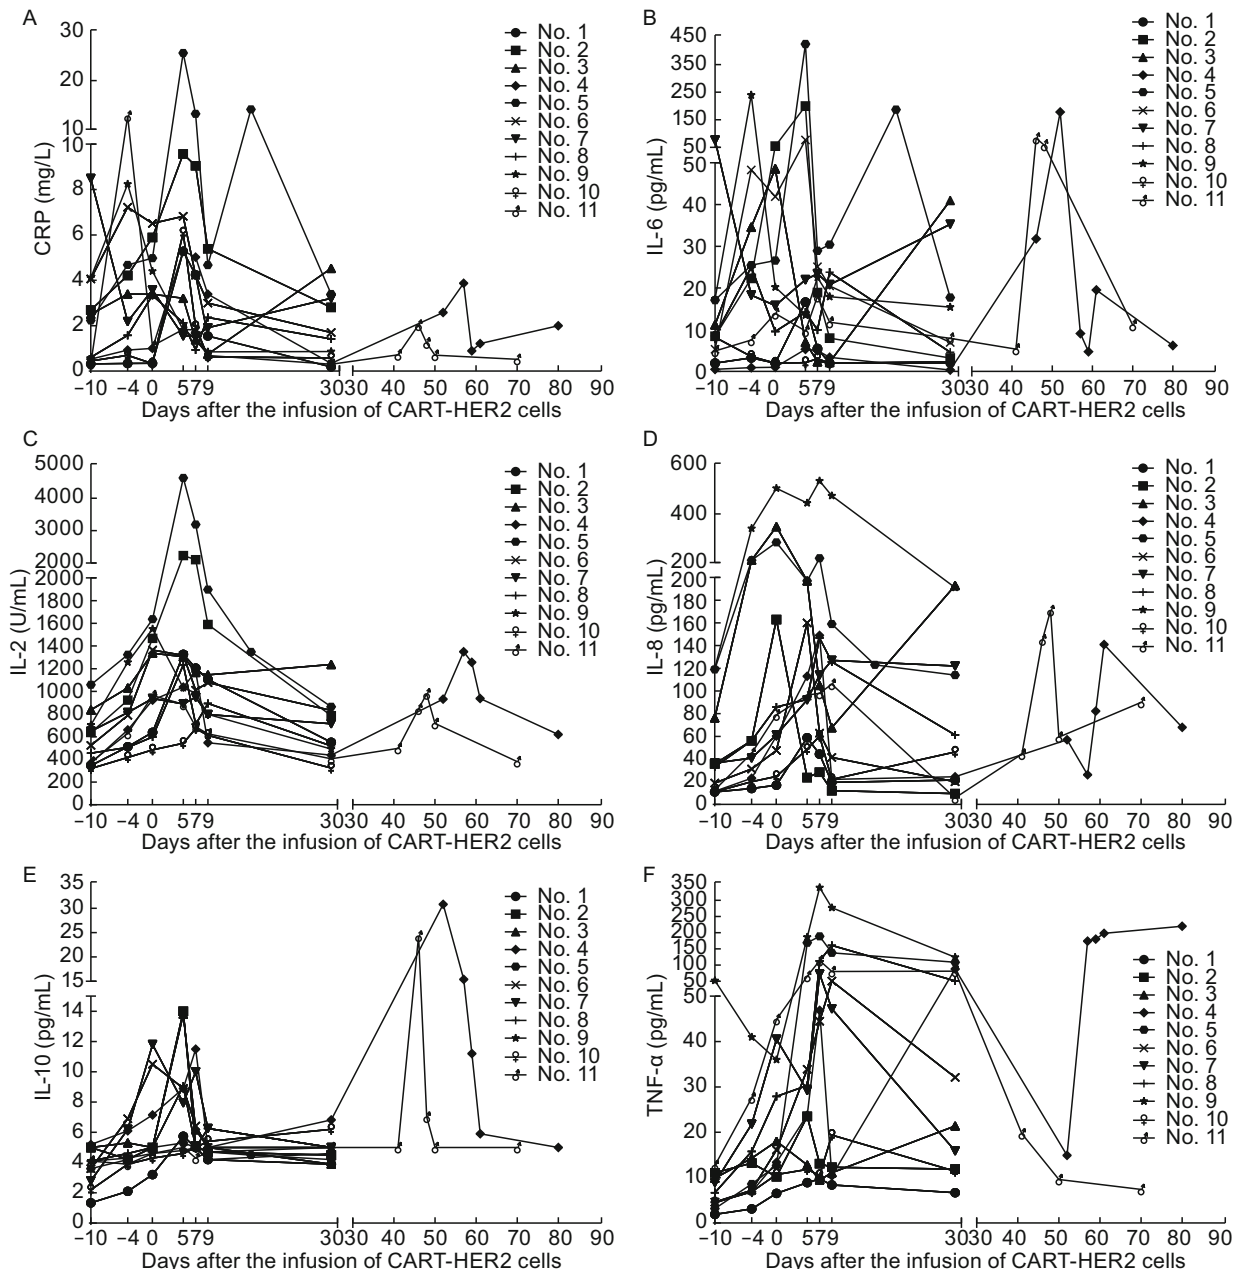 A
CRP (mg/L)
30
20
10
10
8
6
4
2
0
−10 −4 0 5 7 9 30 30 40 50 60 70 80 90
Days after the infusion of CART-HER2 cells
No. 1
No. 2
No. 3
No. 4
No. 5
No. 6
No. 7
No. 8
No. 9
No. 10
No. 11
B
IL-6 (pg/mL)
450
350
250
150
50
50
40
30
20
10
0
−10 −4 0 5 7 9 30 30 40 50 60 70 80 90
Days after the infusion of CART-HER2 cells
No. 1
No. 2
No. 3
No. 4
No. 5
No. 6
No. 7
No. 8
No. 9
No. 10
No. 11
C
IL-2 (U/mL)
5000
4000
3000
2000
2000
1800
1600
1400
1200
1000
800
600
400
200
0
−10 −4 0 5 7 9 30 30 40 50 60 70 80 90
Days after the infusion of CART-HER2 cells
No. 1
No. 2
No. 3
No. 4
No. 5
No. 6
No. 7
No. 8
No. 9
No. 10
No. 11
D
IL-8 (pg/mL)
600
400
200
200
180
160
140
120
100
80
60
40
20
0
−10 −4 0 5 7 9 30 30 40 50 60 70 80 90
Days after the infusion of CART-HER2 cells
No. 1
No. 2
No. 3
No. 4
No. 5
No. 6
No. 7
No. 8
No. 9
No. 10
No. 11
E
IL-10 (pg/mL)
35
30
25
20
15
14
12
10
8
6
4
2
0
−10 −4 0 5 7 9 30 30 40 50 60 70 80 90
Days after the infusion of CART-HER2 cells
No. 1
No. 2
No. 3
No. 4
No. 5
No. 6
No. 7
No. 8
No. 9
No. 10
No. 11
F
TNF-α (pg/mL)
350
300
250
200
150
100
50
50
40
30
20
10
0
−10 −4 0 5 7 9 30 30 40 50 60 70 80 90
Days after the infusion of CART-HER2 cells
No. 1
No. 2
No. 3
No. 4
No. 5
No. 6
No. 7
No. 8
No. 9
No. 10
No. 11